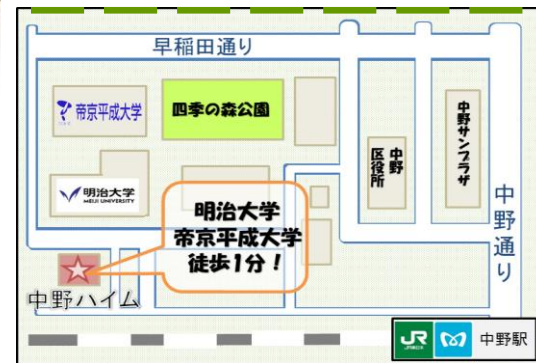 早稲田通り
帝京平成大学
四季の森公園
中野サンプラザ
中野
区役所
明治大学
MEIJI UNIVERSITY
中野通り
明治大学
帝京平成大学
徒歩1分！
中野ハイム
JR
中野駅